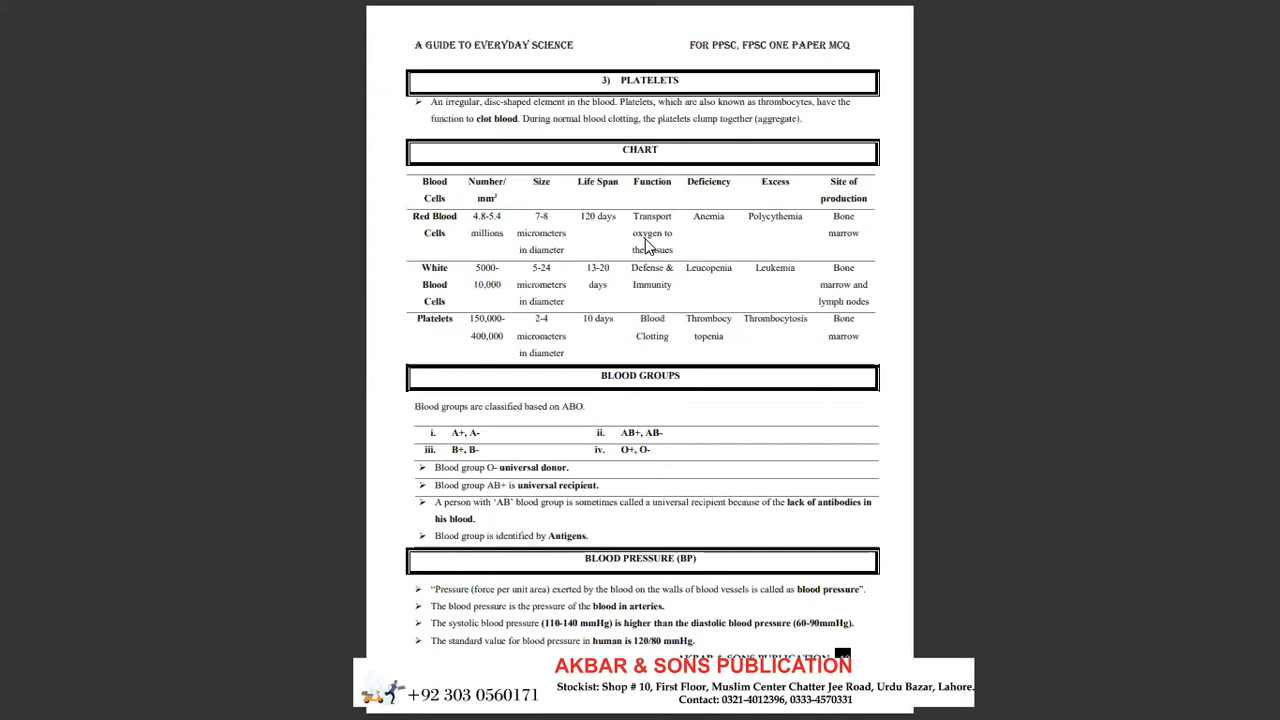 A GUIDE TO EVERYDAY SCIENCE FOR PPSC, FPSC ONE PAPER MCQ
3) PLATELETS
➢ An irregular, disc-shaped element in the blood. Platelets, which are also known as thrombocytes, have the
function to clot blood. During normal blood clotting, the platelets clump together (aggregate).
CHART
Blood Number/ Size Life Span Function Deficiency Excess Site of
Cells mm³ production
Red Blood 4.8-5.4 7-8 120 days Transport Anemia Polycythemia Bone
Cells millions micrometers oxygen to marrow
in diameter
White 5000- 5-24 13-20 Defense & Leucopenia Leukemia Bone
Blood 10,000 micrometers days Immunity marrow and
Cells in diameter lymph nodes
Platelets 150,000- 2-4 10 days Blood Thrombocy Thrombocytosis Bone
400,000 micrometers Clotting topenia marrow
in diameter
BLOOD GROUPS
Blood groups are classified based on ABO.
i. A+, A- ii. AB+, AB-
iii. B+, B- iv. O+, O-
➢ Blood group O- universal donor.
➢ Blood group AB+ is universal recipient.
➢ A person with ‘AB’ blood group is sometimes called a universal recipient because of the lack of antibodies in
his blood.
➢ Blood group is identified by Antigens.
BLOOD PRESSURE (BP)
➢ “Pressure (force per unit area) exerted by the blood on the walls of blood vessels is called as blood pressure”.
➢ The blood pressure is the pressure of the blood in arteries.
➢ The systolic blood pressure (110-140 mmHg) is higher than the diastolic blood pressure (60-90mmHg).
➢ The standard value for blood pressure in human is 120/80 mmHg.
AKBAR & SONS PUBLICATION
AKBAR & SONS PUBLICATION
+92 303 0560171
Stockist: Shop # 10, First Floor, Muslim Center Chatter Jee Road, Urdu Bazar, Lahore.
Contact: 0321-4012396, 0333-4570331